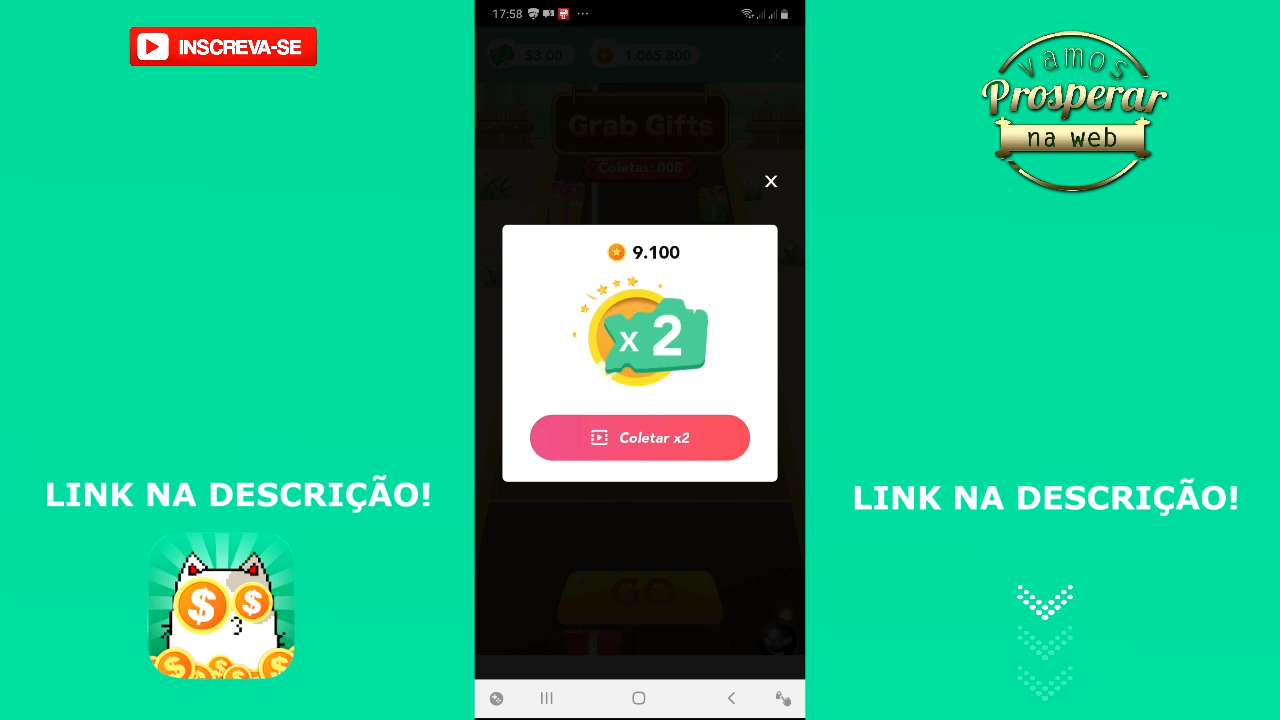 INSCREVA-SE
17:58
$3.00
1.065.800
Grab Gifts
Coletas: 008
X
9.100
x 2
Coletar x2
GO
vamos
Prosperar
na web
LINK NA DESCRIÇÃO!
$ $
LINK NA DESCRIÇÃO!